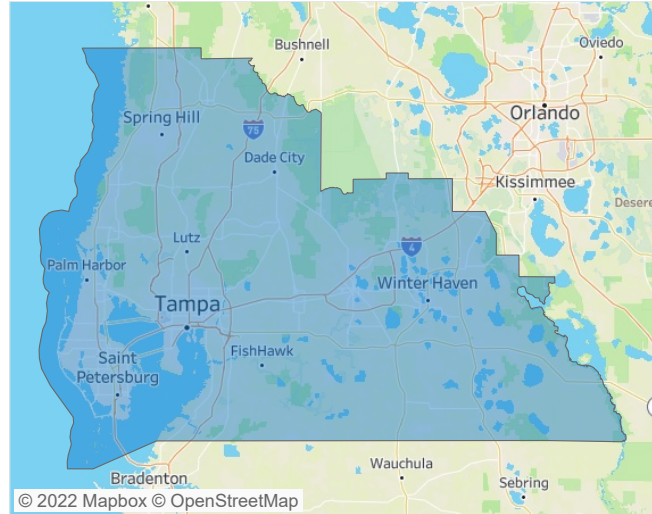 Bushnell
Oviedo
Spring Hill
75
Orlando
Dade City
Kissimmee
Desere
Lutz
4
Palm Harbor
Winter Haven
Tampa
FishHawk
Saint
Petersburg
Wauchula
Bradenton
Sebring
© 2022 Mapbox © OpenStreetMap